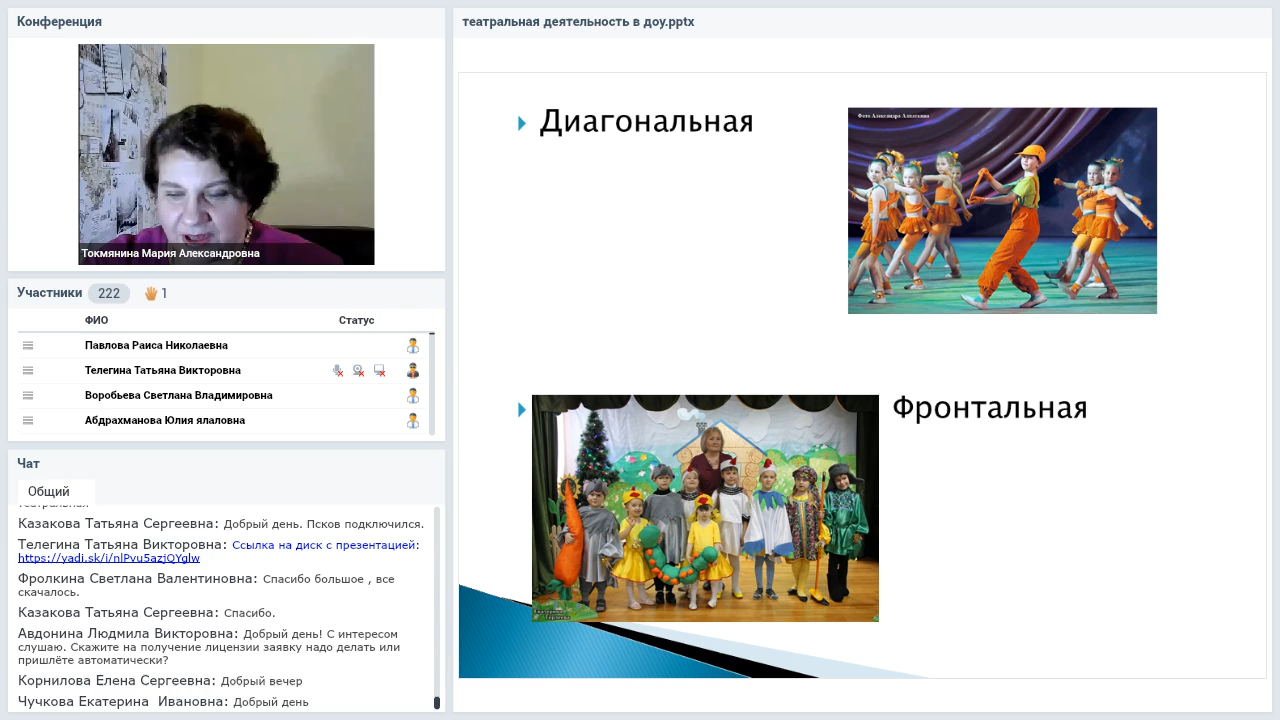 Конференция
Токмянина Мария Александровна
Участники 222 1
ФИО Статус
Павлова Раиса Николаевна
Телегина Татьяна Викторовна
Воробьева Светлана Владимировна
Абдрахманова Юлия ялаловна
Чат
Общий
театральная
Казакова Татьяна Сергеевна: Добрый день. Псков подключился.
Телегина Татьяна Викторовна: Ссылка на диск с презентацией:
https://yadi.sk/i/nlPvu5azjQYglw
Фролкина Светлана Валентиновна: Спасибо большое , все
скачалось.
Казакова Татьяна Сергеевна: Спасибо.
Авдонина Людмила Викторовна: Добрый день! С интересом
слушаю. Скажите на получение лицензии заявку надо делать или
пришлёте автоматически?
Корнилова Елена Сергеевна: Добрый вечер
Чучкова Екатерина Ивановна: Добрый день
театральная деятельность в доу.pptx
Диагональная
Фото Александра
Фронтальная
Екатерина